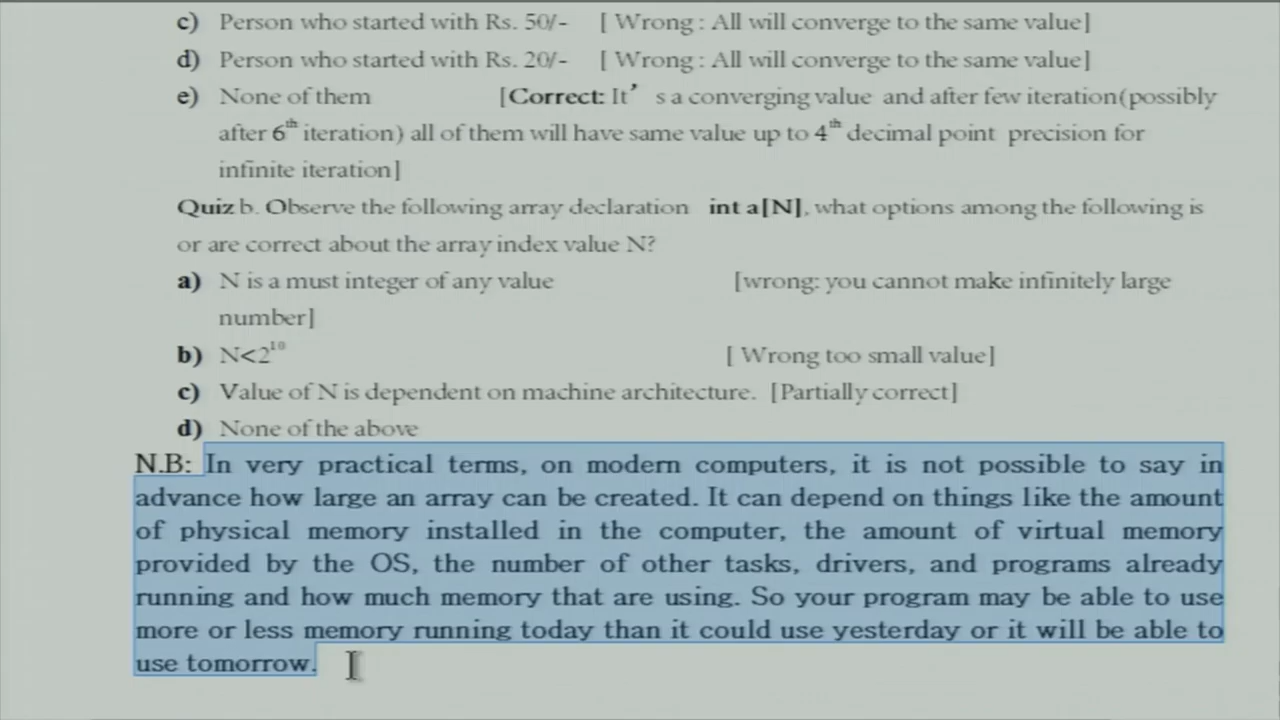 c) Person who started with Rs. 50/- [ Wrong : All will converge to the same value]
d) Person who started with Rs. 20/- [ Wrong : All will converge to the same value]
e) None of them [Correct: It’ s a converging value and after few iteration(possibly
after 6th iteration) all of them will have same value up to 4th decimal point precision for
infinite iteration]
Quiz b. Observe the following array declaration int a[N], what options among the following is
or are correct about the array index value N?
a) N is a must integer of any value [wrong: you cannot make infinitely large
number]
b) N<2^10 [ Wrong too small value]
c) Value of N is dependent on machine architecture. [Partially correct]
d) None of the above
N.B: In very practical terms, on modern computers, it is not possible to say in
advance how large an array can be created. It can depend on things like the amount
of physical memory installed in the computer, the amount of virtual memory
provided by the OS, the number of other tasks, drivers, and programs already
running and how much memory that are using. So your program may be able to use
more or less memory running today than it could use yesterday or it will be able to
use tomorrow.